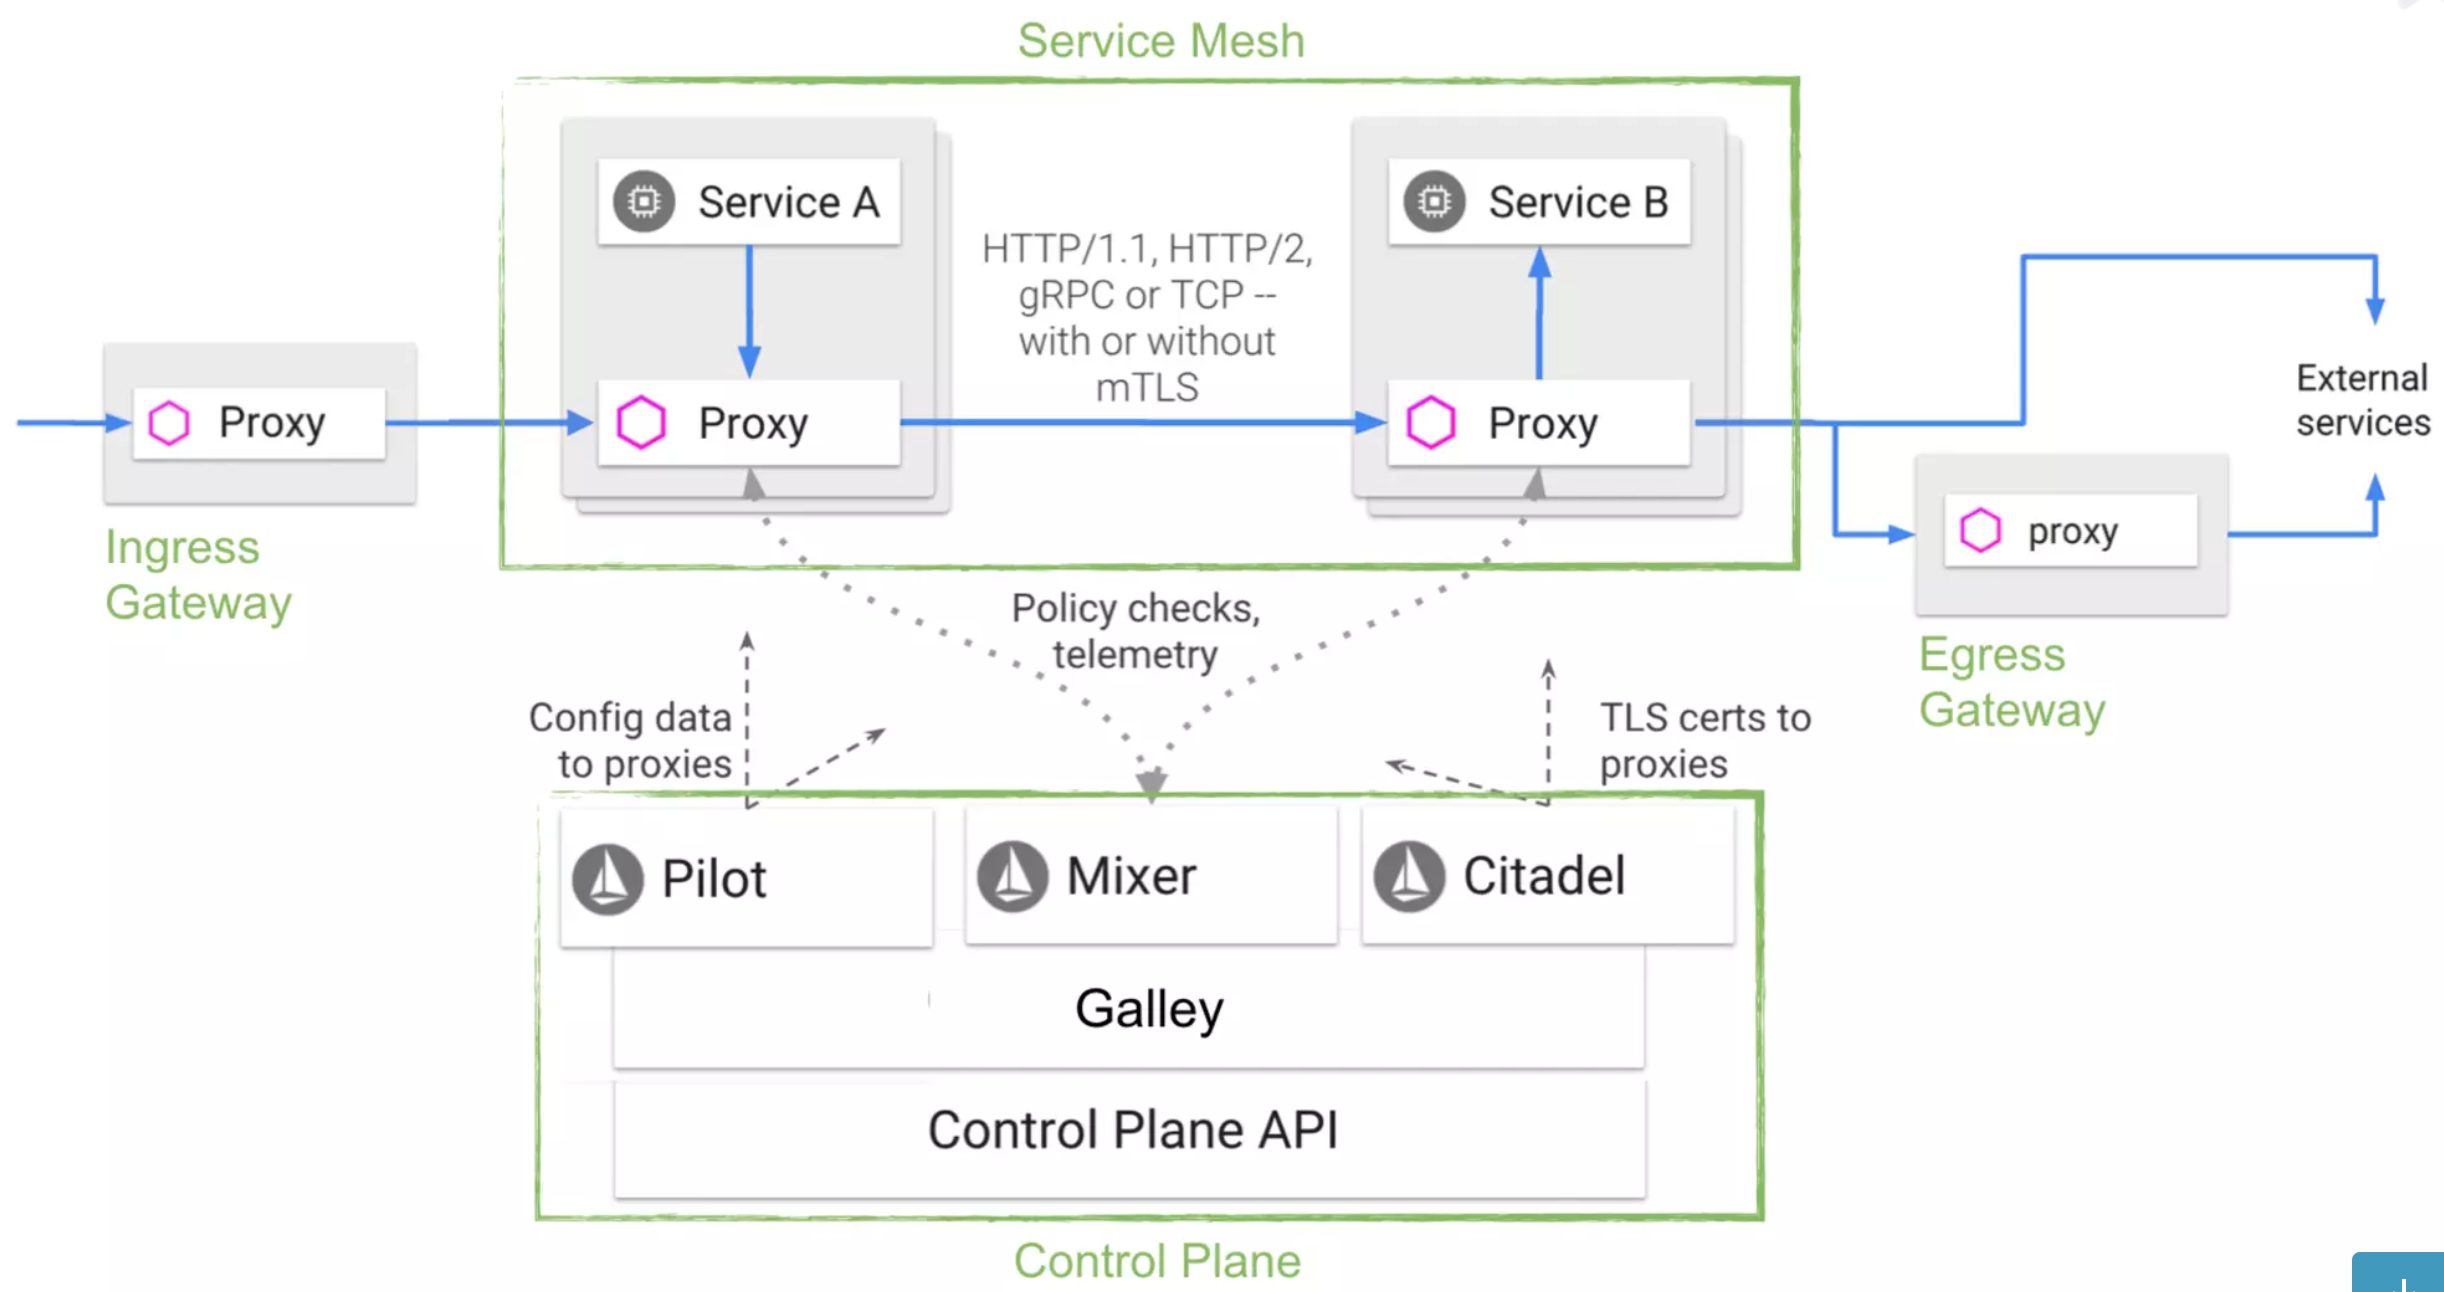 Service Mesh
Service A
Service B
HTTP/1.1, HTTP/2,
gRPC or TCP --
with or without
mTLS
Proxy
Proxy
Proxy
External
services
proxy
Ingress
Gateway
Egress
Gateway
Policy checks,
telemetry
Config data
to proxies
TLS certs to
proxies
Pilot
Mixer
Citadel
Galley
Control Plane API
Control Plane